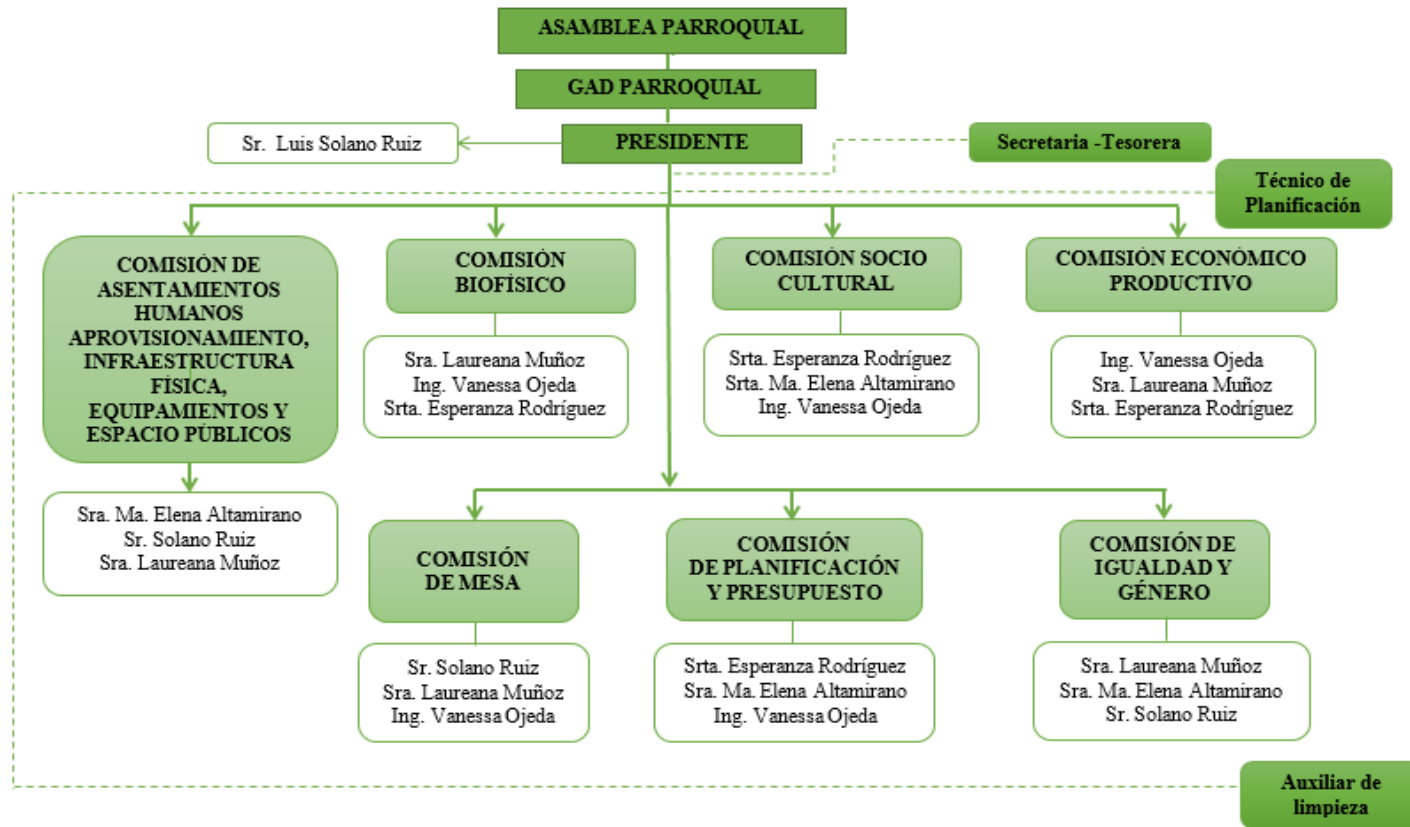 ASAMBLEA PARROQUIAL
GAD PARROQUIAL
PRESIDENTE
Sr. Luis Solano Ruiz
Secretaria -Tesorera
Técnico de
Planificación
COMISIÓN DE
ASENTAMIENTOS
HUMANOS
APROVISIONAMIENTO,
INFRAESTRUCTURA
FÍSICA,
EQUIPAMIENTOS Y
ESPACIO PÚBLICOS
Sra. Ma. Elena Altamirano
Sr. Solano Ruiz
Sra. Laureana Muñoz
COMISIÓN
BIOFÍSICO
Sra. Laureana Muñoz
Ing. Vanessa Ojeda
Srta. Esperanza Rodríguez
COMISIÓN SOCIO
CULTURAL
Srta. Esperanza Rodríguez
Srta. Ma. Elena Altamirano
Ing. Vanessa Ojeda
COMISIÓN ECONÓMICO
PRODUCTIVO
Ing. Vanessa Ojeda
Sra. Laureana Muñoz
Srta. Esperanza Rodríguez
COMISIÓN
DE MESA
Sr. Solano Ruiz
Sra. Laureana Muñoz
Ing. Vanessa Ojeda
COMISIÓN
DE PLANIFICACIÓN
Y PRESUPUESTO
Srta. Esperanza Rodríguez
Sra. Ma. Elena Altamirano
Ing. Vanessa Ojeda
COMISIÓN DE
IGUALDAD Y
GÉNERO
Sra. Laureana Muñoz
Sra. Ma. Elena Altamirano
Sr. Solano Ruiz
Auxiliar de
limpieza